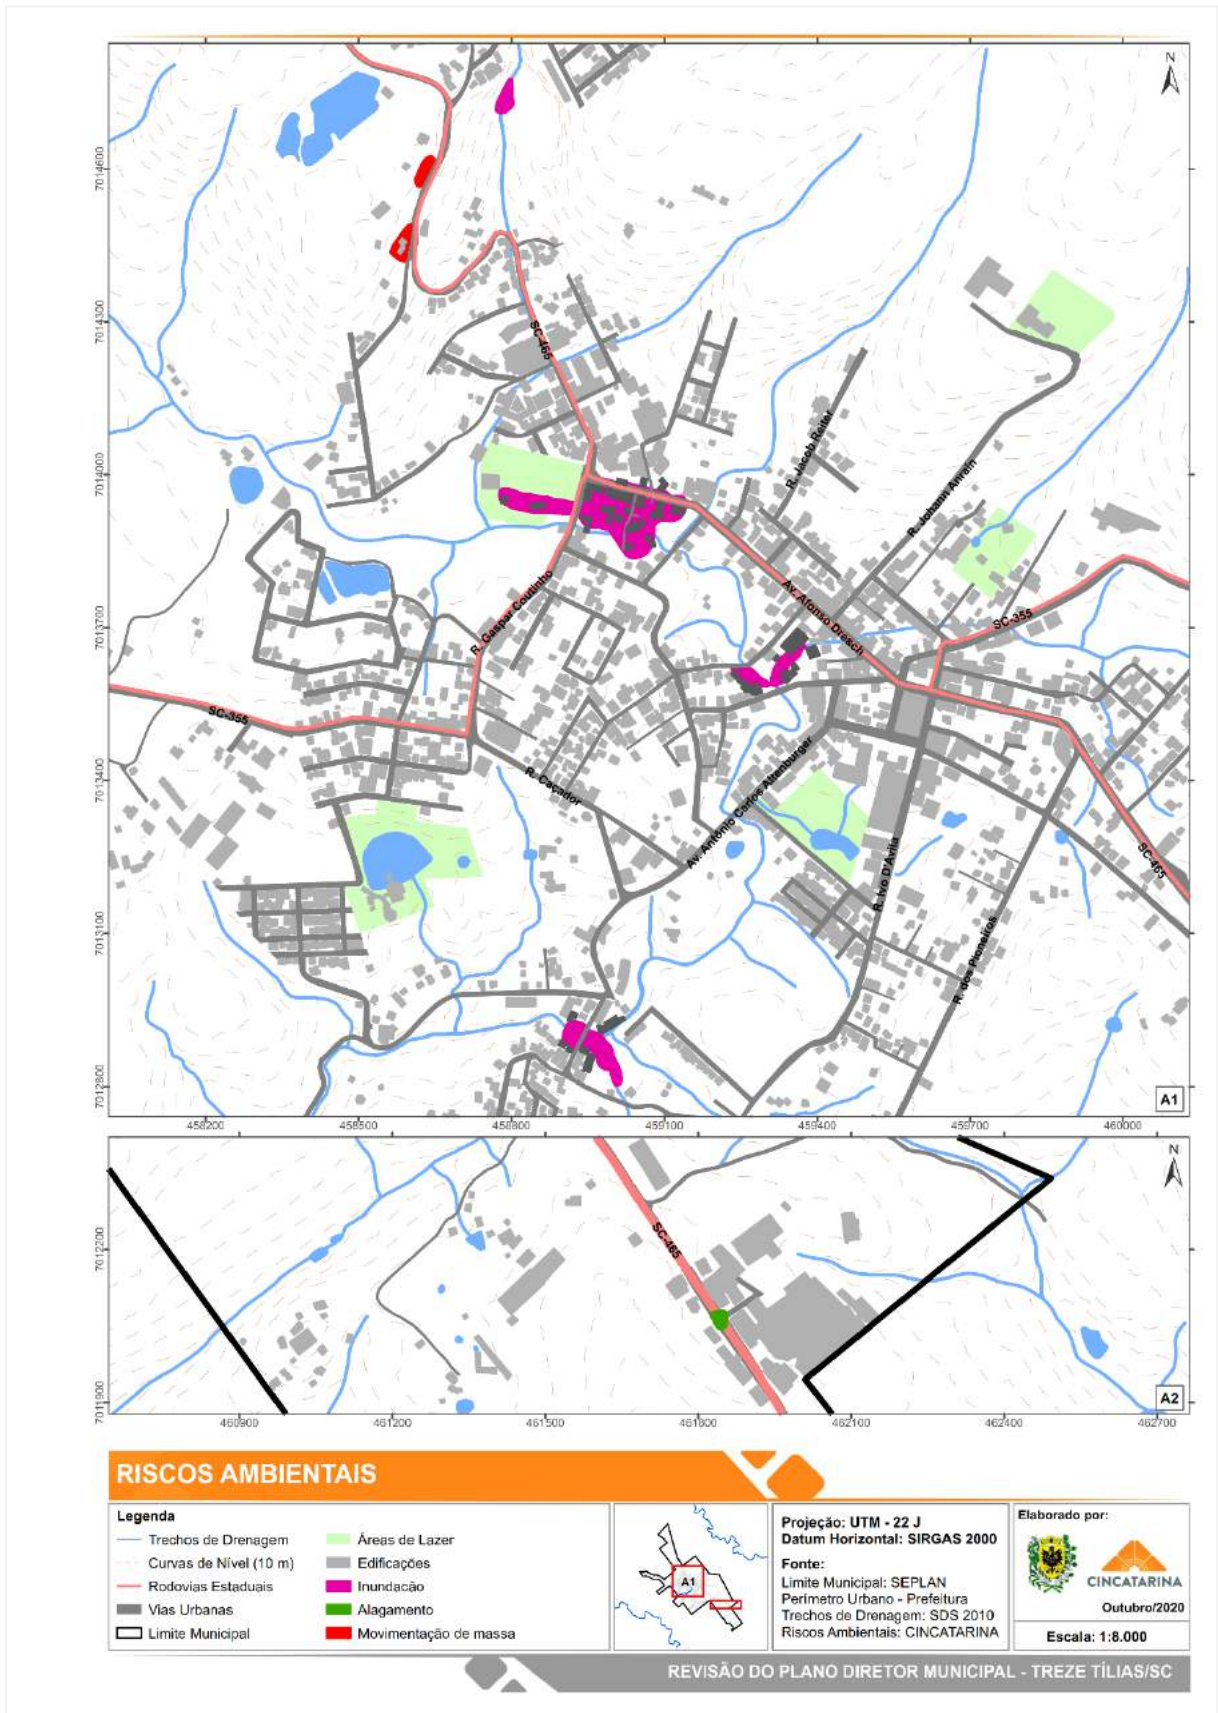 N
7014600
7014300
7014000
7013700
7013400
7013100
7012800
SC-465
R. Jacob Reiter
R. Johann Anrain
R. Gaspar Coutinho
Av. Afonso Dresch
SC-355
SC-355
R. Caçador
Av. Antônio Carlos Altenburger
R. Ivo D'Avila
R. dos Pioneiros
SC-465
A1
458200
458500
458800
459100
459400
459700
460000
N
7012200
7011900
SC-465
A2
460900
461200
461500
461800
462100
462400
462700
RISCOS AMBIENTAIS
Legenda
Trechos de Drenagem
Curvas de Nível (10 m)
Rodovias Estaduais
Vias Urbanas
Limite Municipal
Áreas de Lazer
Edificações
Inundação
Alagamento
Movimentação de massa
A1
Projeção: UTM - 22 J
Datum Horizontal: SIRGAS 2000
Fonte:
Limite Municipal: SEPLAN
Perímetro Urbano - Prefeitura
Trechos de Drenagem: SDS 2010
Riscos Ambientais: CINCATARINA
Elaborado por:
CINCATARINA
Outubro/2020
Escala: 1:8.000
REVISÃO DO PLANO DIRETOR MUNICIPAL - TREZE TÍLIAS/SC